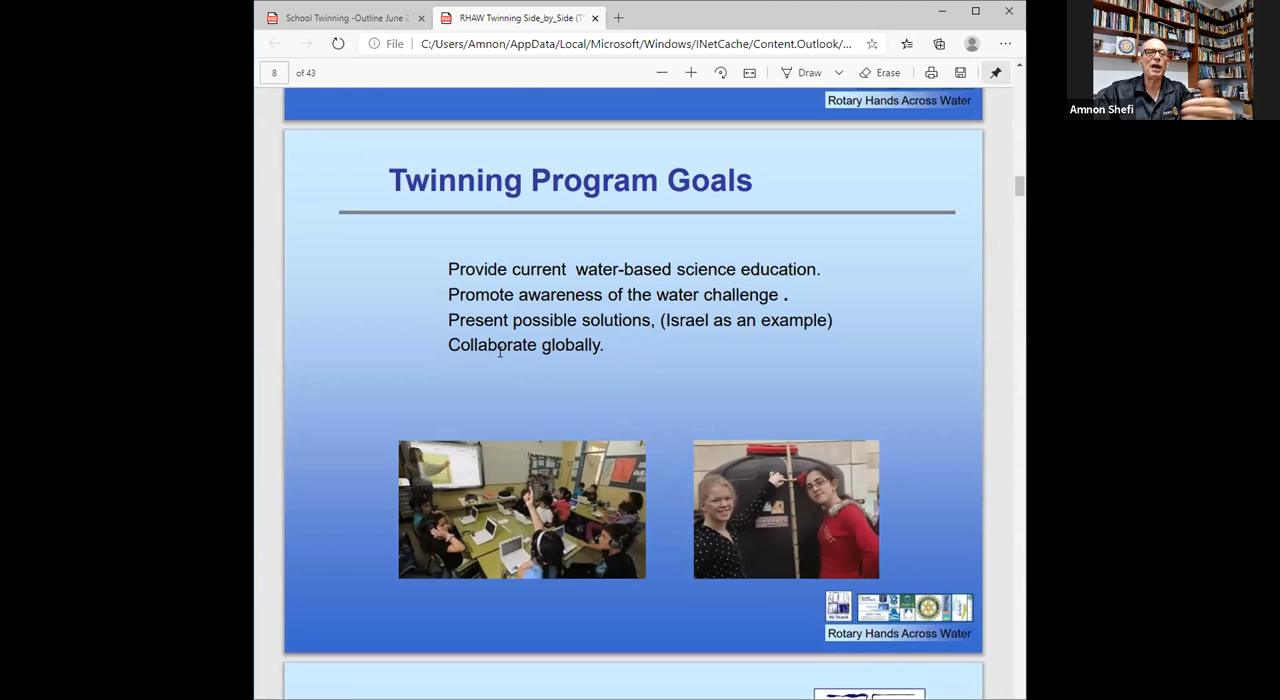 School Twinning -Outline June 2
RHAW Twinning Side_by_Side (T
File
C:/Users/Amnon/AppData/Local/Microsoft/Windows/INetCache/Content.Outlook/...
8 of 43
Draw
Erase
Amnon Shefi
Rotary Hands Across Water
Twinning Program Goals
Provide current water-based science education.
Promote awareness of the water challenge .
Present possible solutions, (Israel as an example)
Collaborate globally.
Rotary Hands Across Water